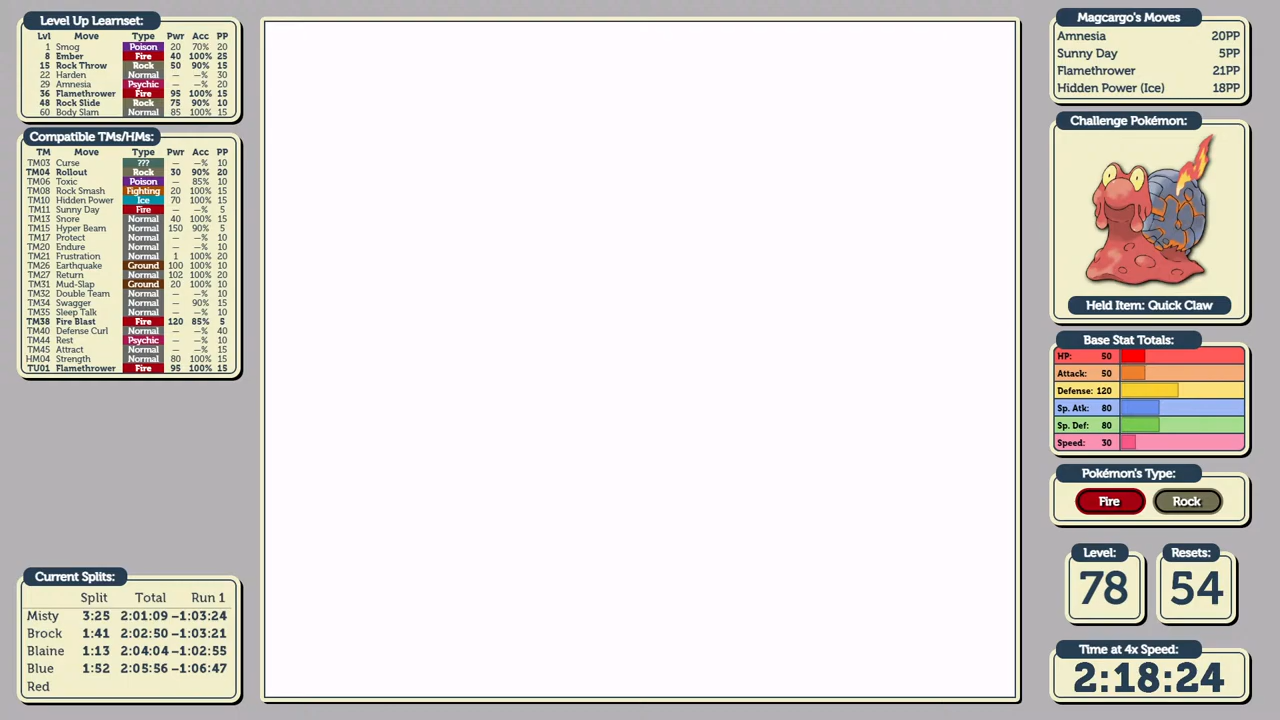 Level Up Learnset:
Lvl Move Type Pwr Acc PP
1 Smog Poison 20 70% 20
8 Ember Fire 40 100% 25
15 Rock Throw Rock 50 90% 15
22 Harden Normal — —% 30
29 Amnesia Psychic — —% 20
36 Flamethrower Fire 95 100% 15
48 Rock Slide Rock 75 90% 10
60 Body Slam Normal 85 100% 15
Compatible TMs/HMs:
TM Move Type Pwr Acc PP
TM03 Curse ??? — —% 10
TM04 Rollout Rock 30 90% 20
TM06 Toxic Poison — 85% 10
TM08 Rock Smash Fighting 20 100% 15
TM10 Hidden Power Ice 70 100% 15
TM11 Sunny Day Fire — —% 5
TM13 Snore Normal 40 100% 15
TM15 Hyper Beam Normal 150 90% 5
TM17 Protect Normal — —% 10
TM20 Endure Normal — —% 10
TM21 Frustration Normal 1 100% 20
TM26 Earthquake Ground 100 100% 10
TM27 Return Normal 102 100% 20
TM31 Mud-Slap Ground 20 100% 10
TM32 Double Team Normal — —% 10
TM34 Swagger Normal — 90% 15
TM35 Sleep Talk Normal — —% 10
TM38 Fire Blast Fire 120 85% 5
TM40 Defense Curl Normal — —% 40
TM44 Rest Psychic — —% 10
TM45 Attract Normal — —% 15
HM04 Strength Normal 80 100% 15
TU01 Flamethrower Fire 95 100% 15
Current Splits:
Split Total Run 1
Misty 3:25 2:01:09 −1:03:24
Brock 1:41 2:02:50 −1:03:21
Blaine 1:13 2:04:04 −1:02:55
Blue 1:52 2:05:56 −1:06:47
Red
Magcargo's Moves
Amnesia 20PP
Sunny Day 5PP
Flamethrower 21PP
Hidden Power (Ice) 18PP
Challenge Pokémon:
Held Item: Quick Claw
Base Stat Totals:
HP: 50
Attack: 50
Defense: 120
Sp. Atk: 80
Sp. Def: 80
Speed: 30
Pokémon's Type:
Fire Rock
Level: Resets:
78 54
Time at 4x Speed:
2:18:24